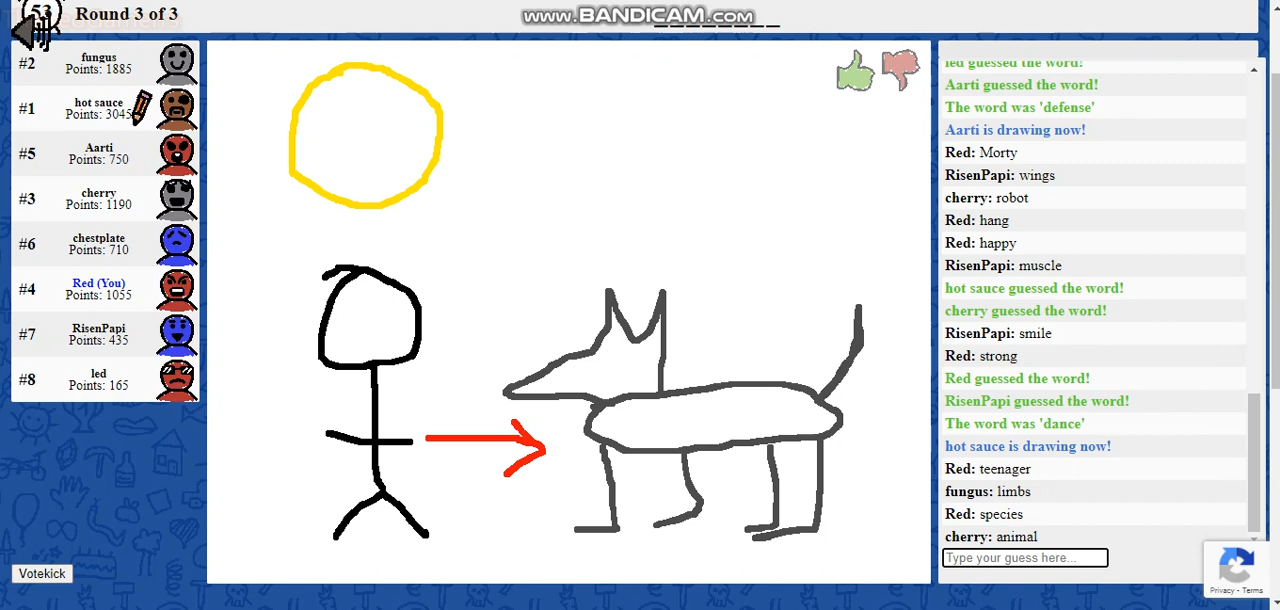 53
Round 3 of 3
www.BANDICAM.com
#2
fungus
Points: 1885
#1
hot sauce
Points: 3045
#5
Aarti
Points: 750
#3
cherry
Points: 1190
#6
chestplate
Points: 710
#4
Red (You)
Points: 1055
#7
RisenPapi
Points: 435
#8
led
Points: 165
Votekick
led guessed the word!
Aarti guessed the word!
The word was 'defense'
Aarti is drawing now!
Red: Morty
RisenPapi: wings
cherry: robot
Red: hang
Red: happy
RisenPapi: muscle
hot sauce guessed the word!
cherry guessed the word!
RisenPapi: smile
Red: strong
Red guessed the word!
RisenPapi guessed the word!
The word was 'dance'
hot sauce is drawing now!
Red: teenager
fungus: limbs
Red: species
cherry: animal
Type your guess here...
Privacy - Terms